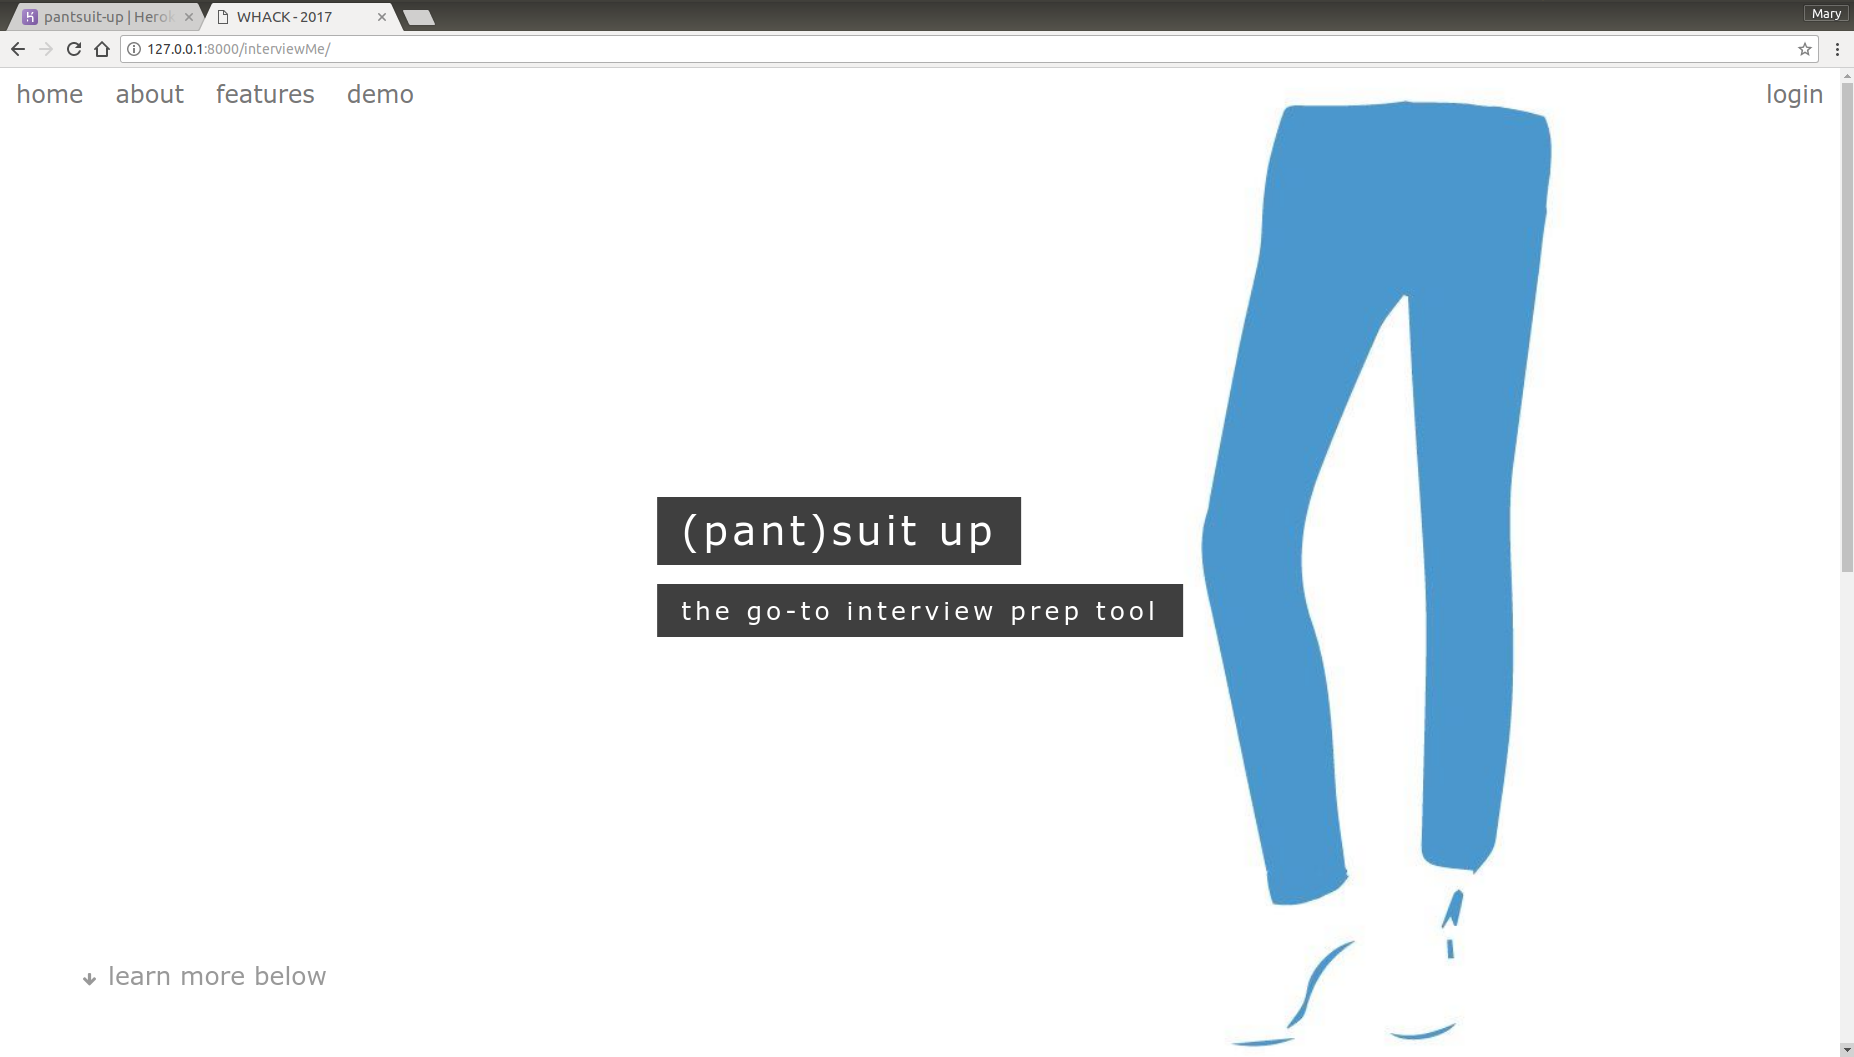 pantsuit-up | Herok
WHACK - 2017
Mary
127.0.0.1:8000/interviewMe/
home about features demo login
(pant)suit up
the go-to interview prep tool
learn more below